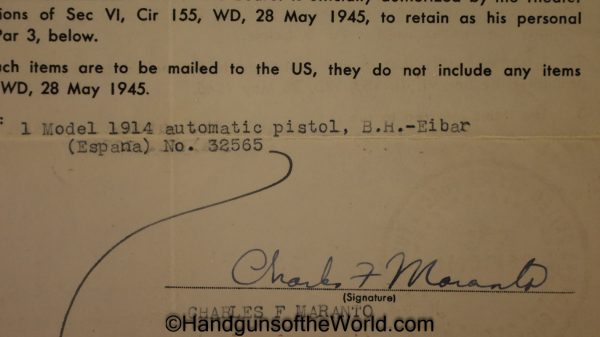 ions of Sec VI, Cir 155, WD, 28 May 1945, to retain as his personal
Par 3, below.
uch items are to be mailed to the US, they do not include any items
WD, 28 May 1945.
: 1 Model 1914 automatic pistol, B.H.-Eibar
(España) No. 32565
Charles F Maranto
(Signature)
CHARLES F MARANTO
©HandgunsoftheWorld.com